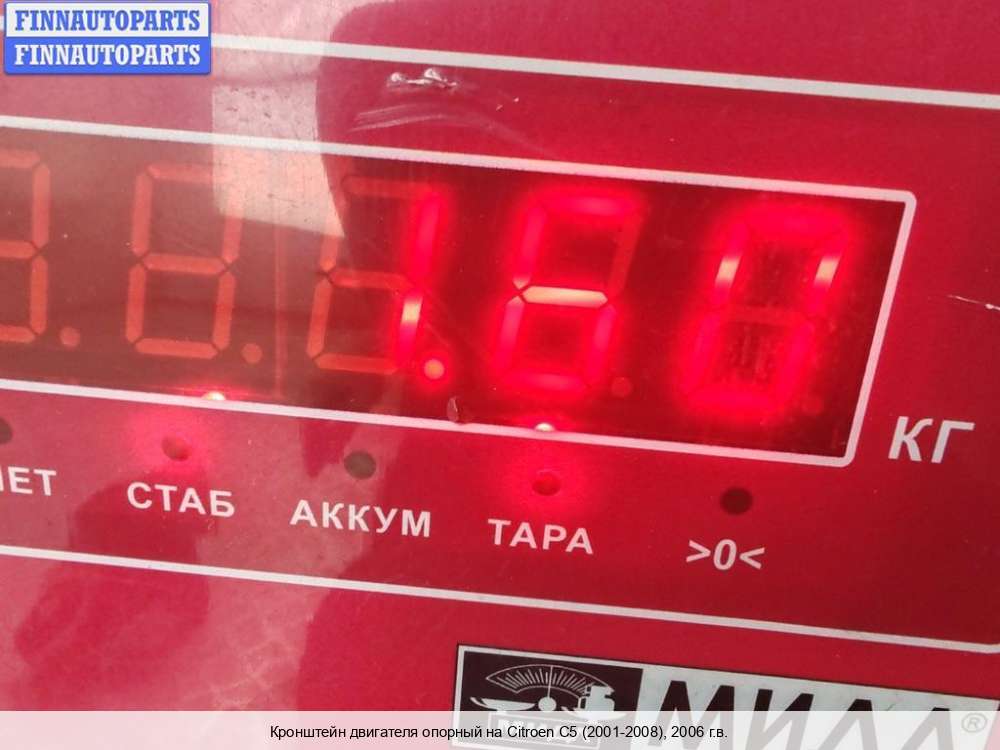 FINNAUTOPARTS
FINNAUTOPARTS
1.60
КГ
СТАБ
АККУМ
ТАРА
>0<
®
Кронштейн двигателя опорный на Citroen C5 (2001-2008), 2006 г.в.